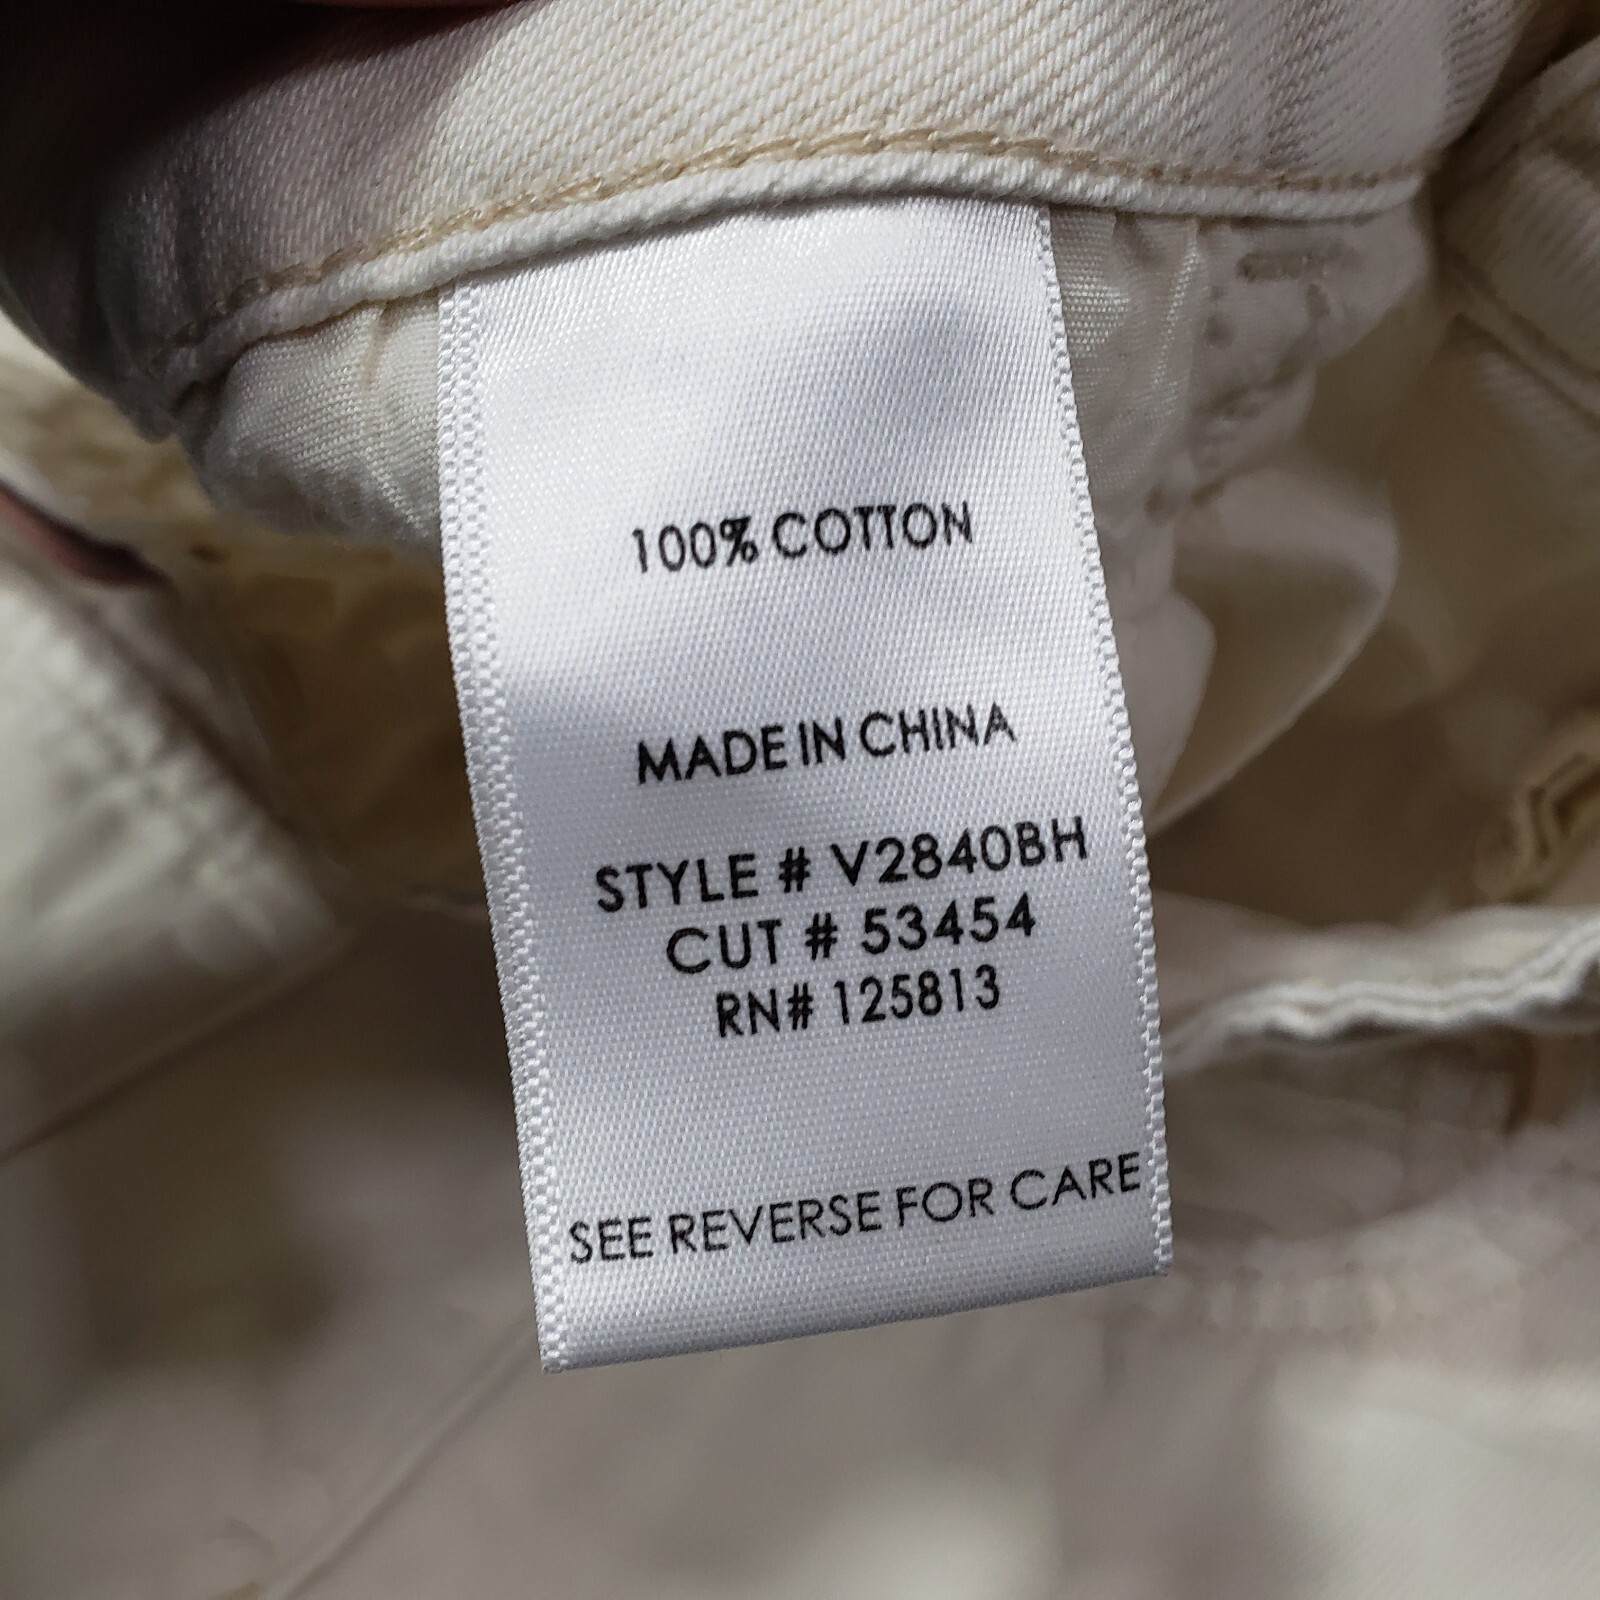 100% COTTON
MADE IN CHINA
STYLE # V2840BH
CUT # 53454
RN# 125813
SEE REVERSE FOR CARE